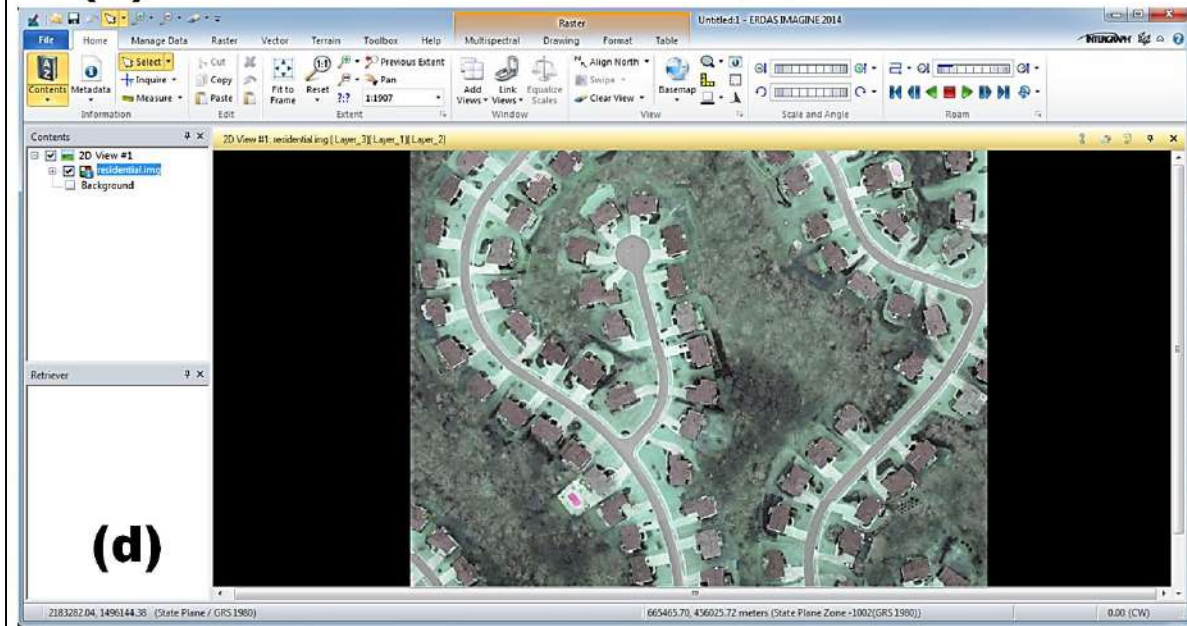 Raster
Untitled:1 - ERDAS IMAGINE 2014
File Home Manage Data Raster Vector Terrain Toolbox Help Multispectral Drawing Format Table
INTERGRAPH
Contents Metadata Select Inquire Measure
Cut Copy Paste
Fit to Frame Reset 1:1 ?:? Previous Extent Pan 1:1907
Add Views Link Views Equalize Scales
Align North Swipe Clear View Basemap
Information Edit Extent Window View Scale and Angle Roam
Contents
2D View #1: residential.img (:Layer_3)(:Layer_1)(:Layer_2)
2D View #1
residential.img
Background
Retriever
(d)
2183282.04, 1496144.38 (State Plane / GRS 1980)
665465.70, 456025.72 meters (State Plane Zone -1002(GRS 1980))
0.00 (CW)